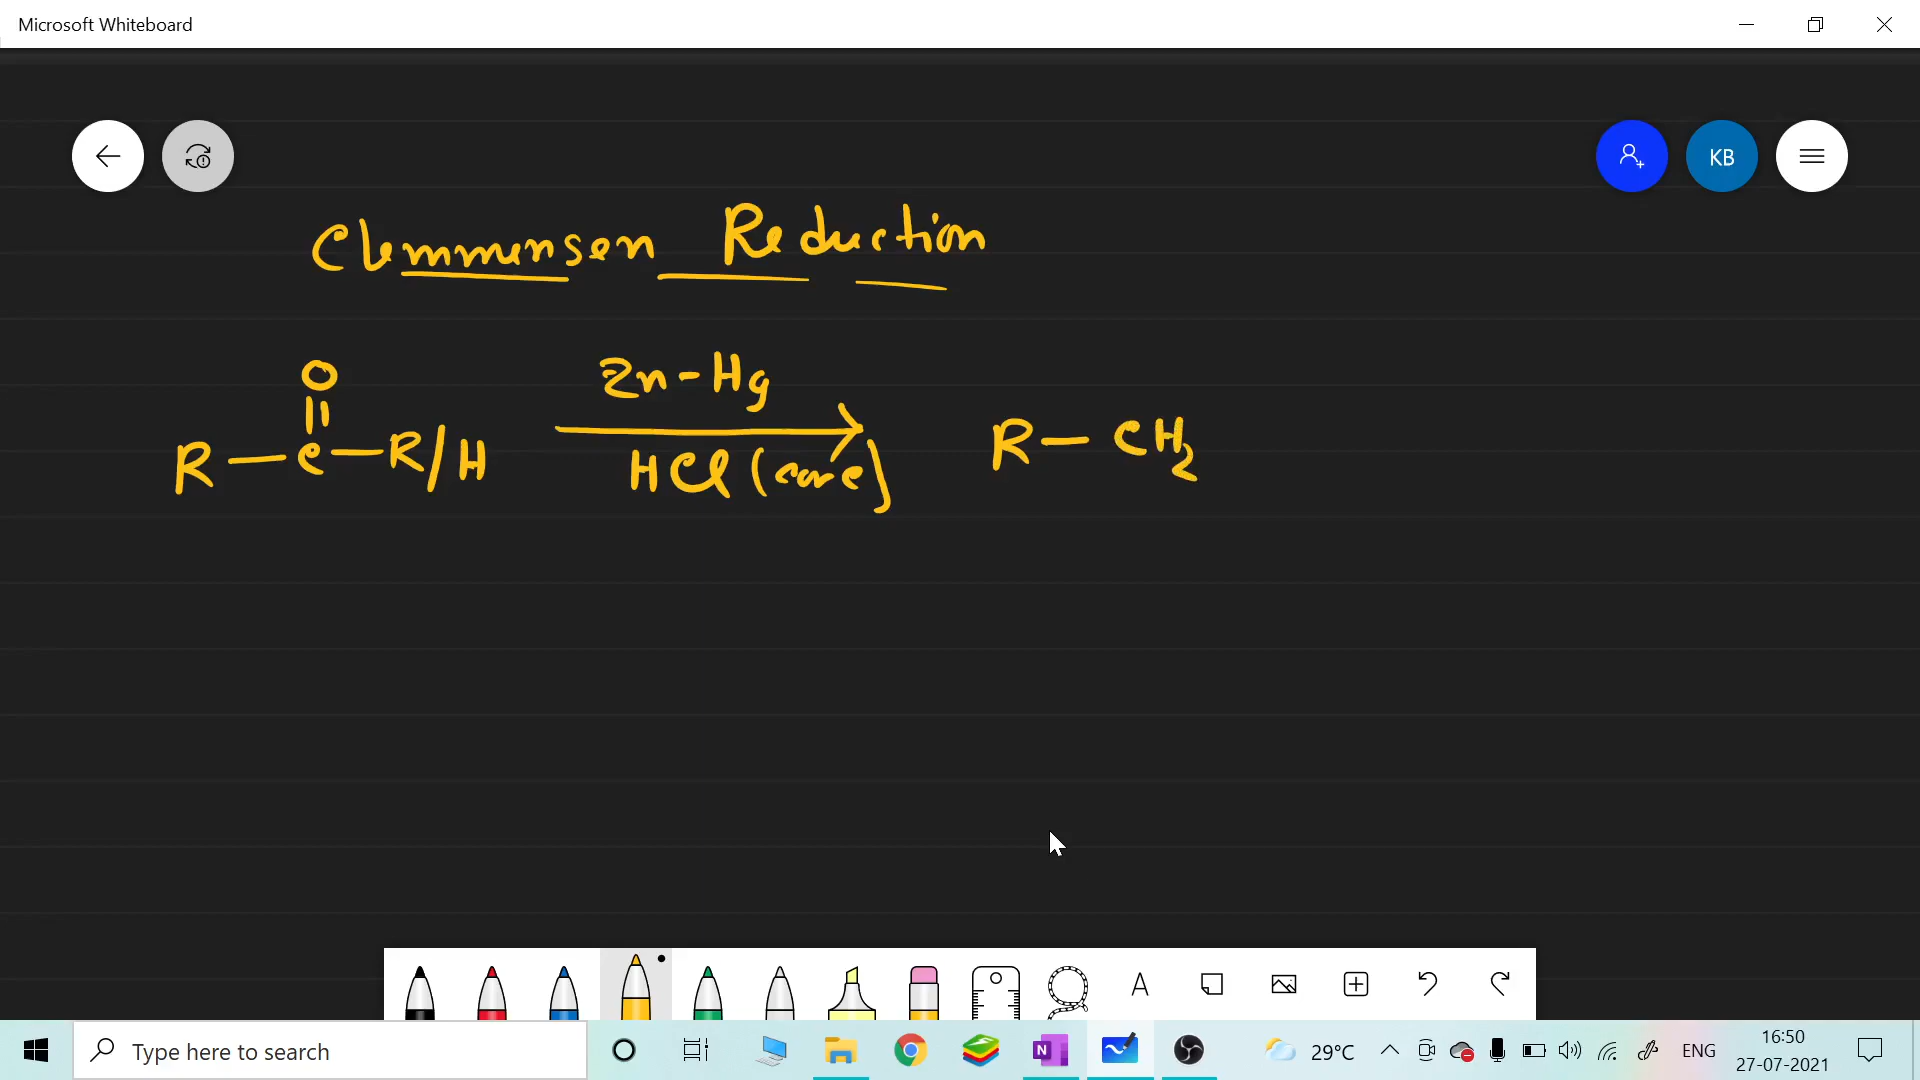 Microsoft Whiteboard
KB
Clemmensen Reduction
O
||
R—C—R/H
Zn-Hg
HCl (conc)
R—CH₂
A
Type here to search
N
29°C
ENG
16:50
27-07-2021